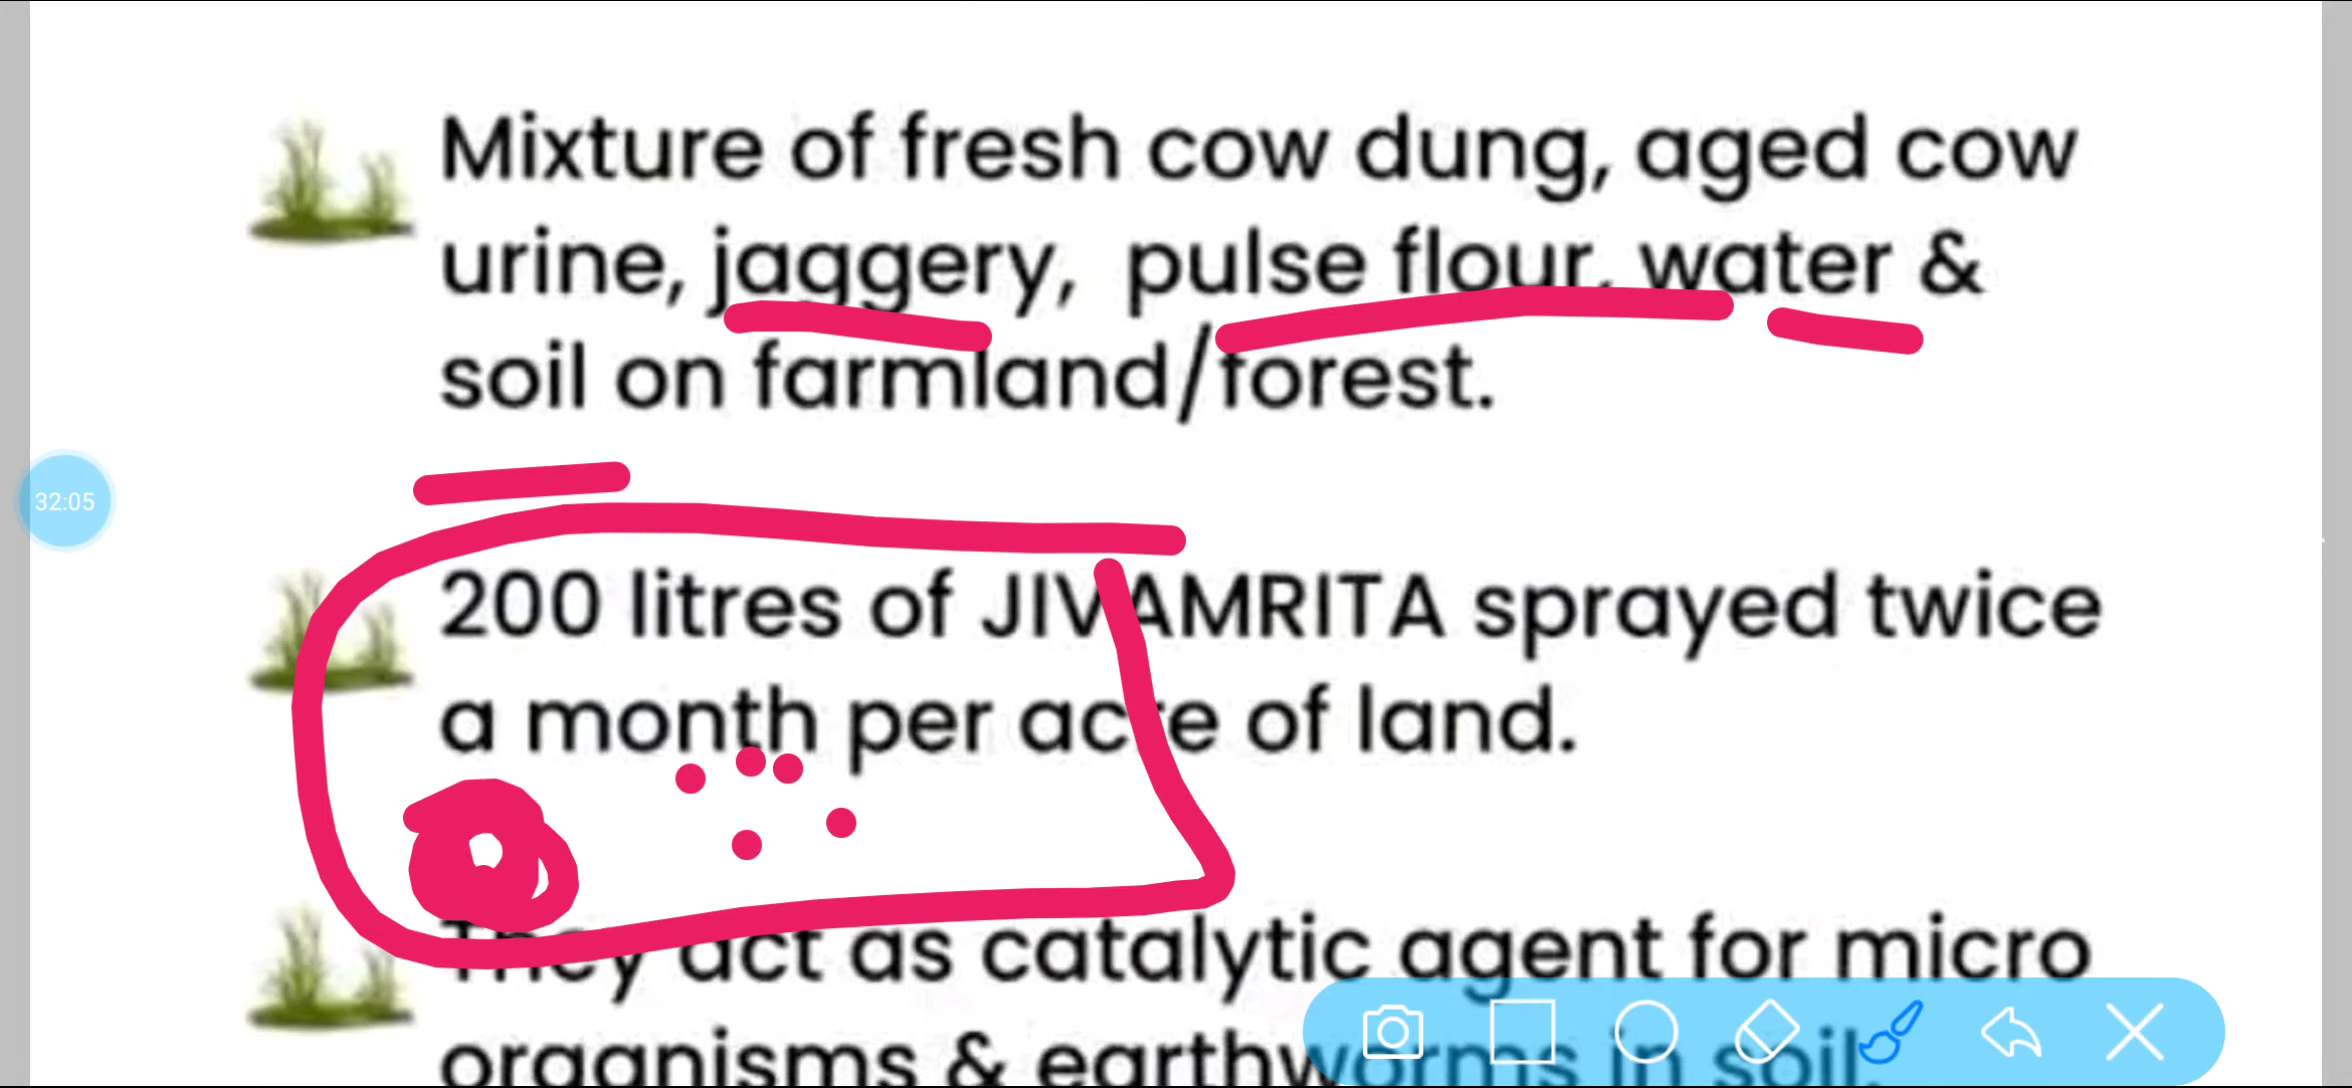 Mixture of fresh cow dung, aged cow
urine, jaggery, pulse flour, water &
soil on farmland/forest.
32:05
200 litres of JIVAMRITA sprayed twice
a month per acre of land.
They act as catalytic agent for micro
organisms & earthworms in soil.